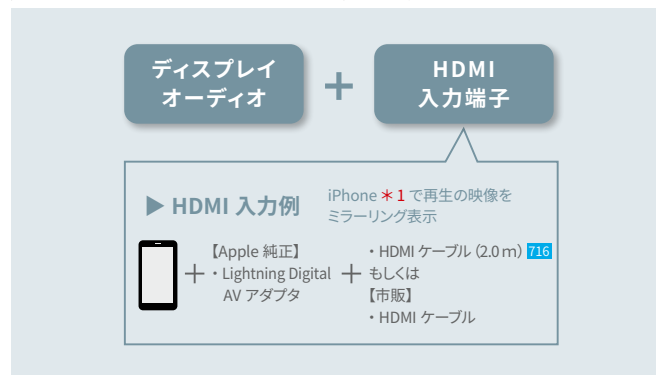 ディスプレイ
オーディオ
+
HDMI
入力端子
▶ HDMI 入力例
iPhone＊1で再生の映像を
ミラーリング表示
+
【Apple 純正】
・Lightning Digital
AV アダプタ
+
・HDMI ケーブル（2.0m）716
もしくは
【市販】
・HDMI ケーブル